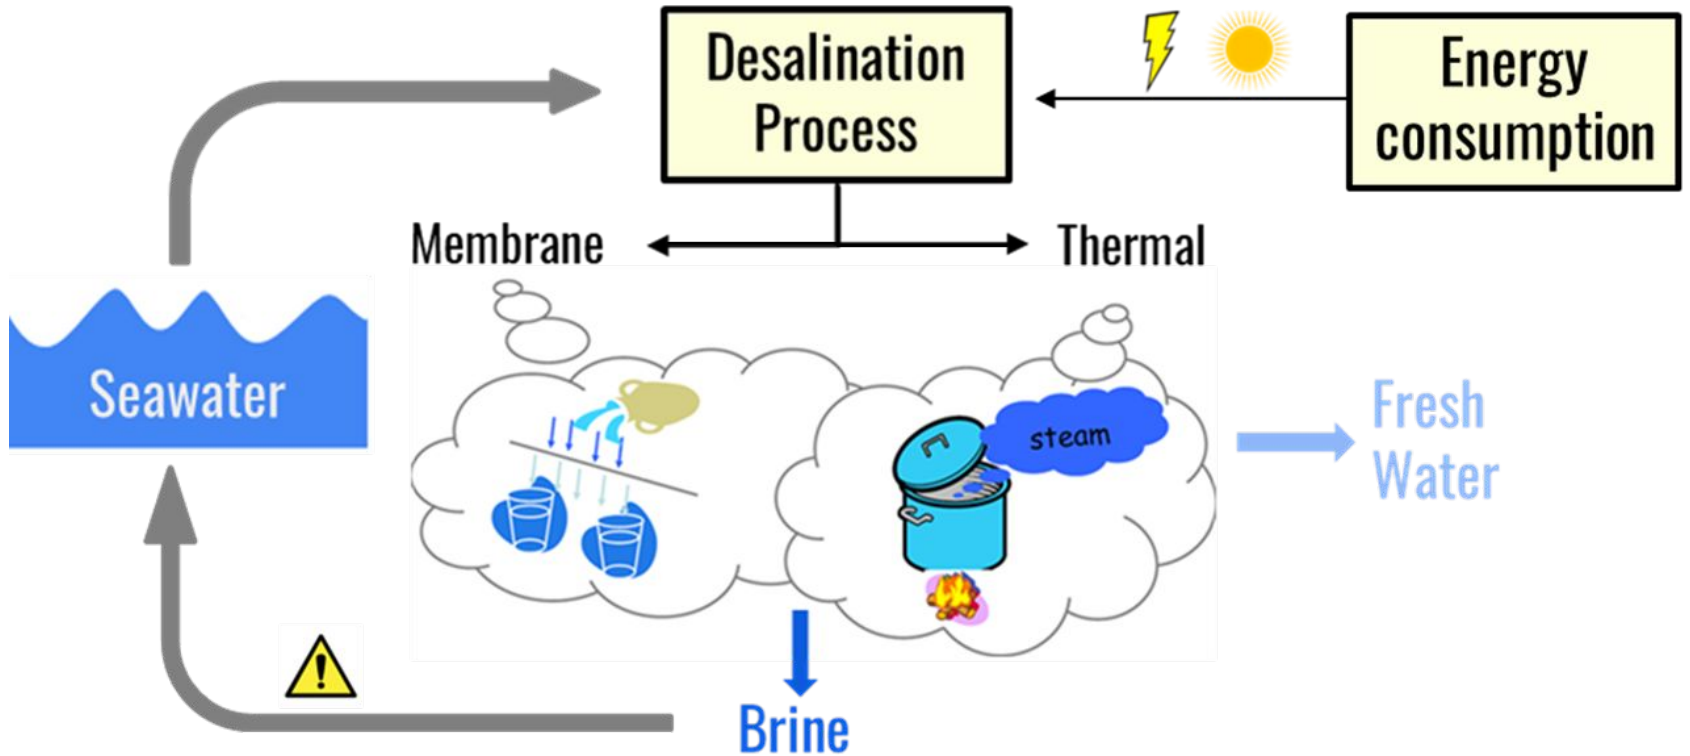 Desalination
Process
Energy
consumption
Membrane
Thermal
Seawater
steam
Fresh
Water
Brine